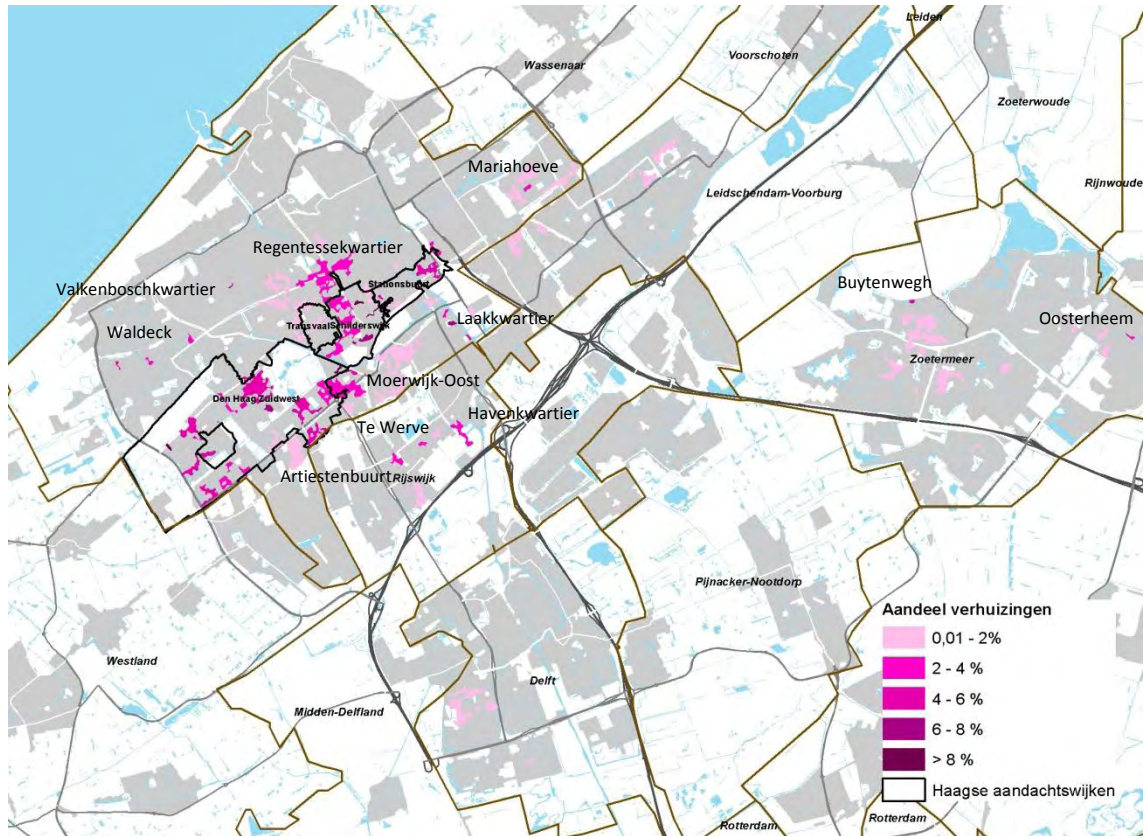 Leiden
Voorschoten
Wassenaar
Zoeterwoude
Mariahoeve
Rijnwoude
Leidschendam-Voorburg
Regentessekwartier
Valkenboschkwartier
Stationsbuurt
Buytenwegh
Laakkwartier
Oosterheem
Transvaal
Schilderswijk
Waldeck
Zoetermeer
Moerwijk-Oost
Den Haag Zuidwest
Havenkwartier
Te Werve
Artiestenbuurt
Rijswijk
Pijnacker-Nootdorp
Westland
Delft
Midden-Delfland
Aandeel verhuizingen
0,01 - 2%
2 - 4 %
4 - 6 %
6 - 8 %
> 8 %
Haagse aandachtswijken
Rotterdam
Rotterdam